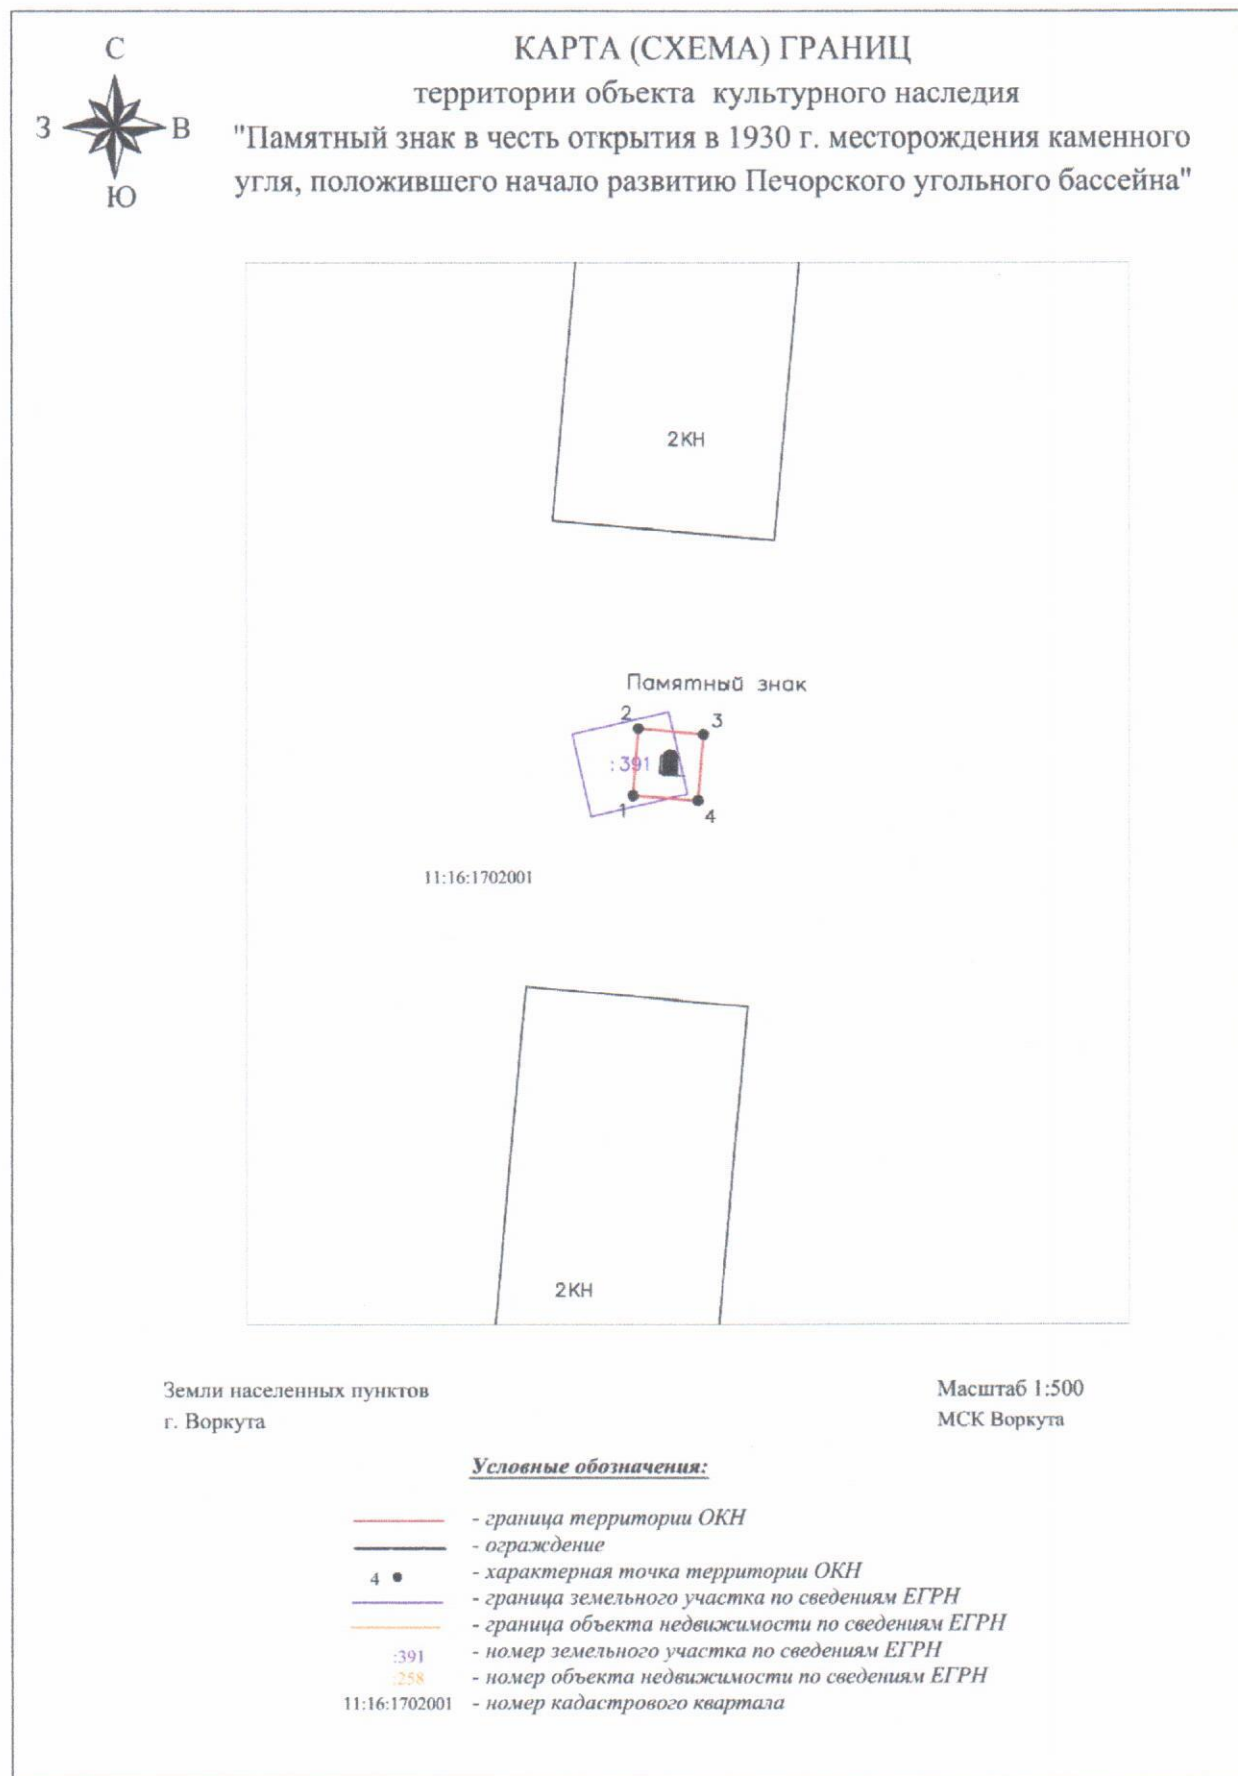 С
З
В
Ю
КАРТА (СХЕМА) ГРАНИЦ
территории объекта культурного наследия
"Памятный знак в честь открытия в 1930 г. месторождения каменного
угля, положившего начало развитию Печорского угольного бассейна"
2КН
Памятный знак
2
3
:391
1
4
11:16:1702001
2КН
Земли населенных пунктов
г. Воркута
Масштаб 1:500
МСК Воркута
Условные обозначения:
- граница территории ОКН
- ограждение
4 - характерная точка территории ОКН
- граница земельного участка по сведениям ЕГРН
- граница объекта недвижимости по сведениям ЕГРН
:391 - номер земельного участка по сведениям ЕГРН
:258 - номер объекта недвижимости по сведениям ЕГРН
11:16:1702001 - номер кадастрового квартала